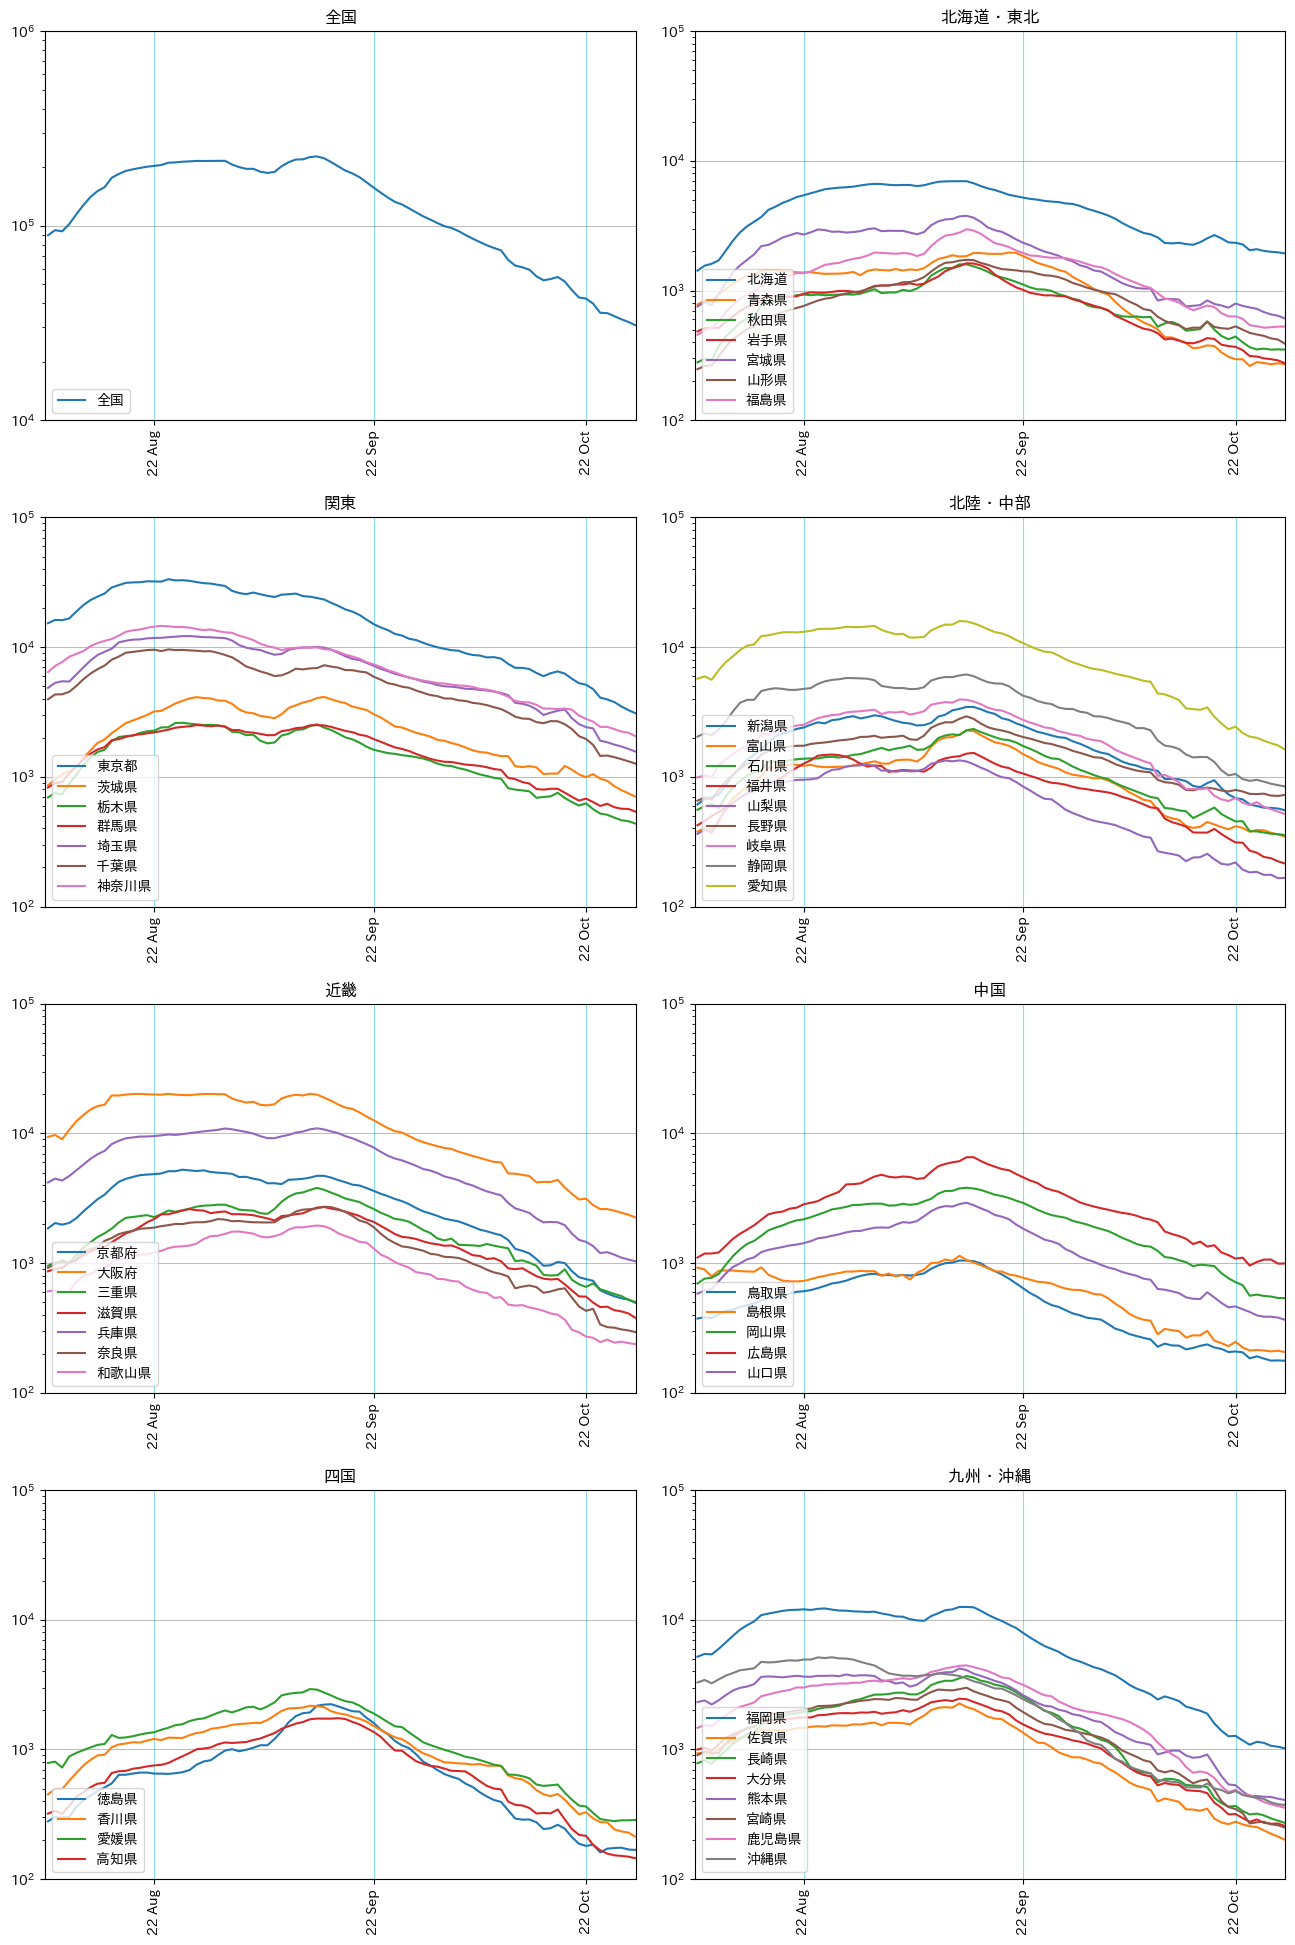 全国
10^6
10^5
10^4
全国
22 Aug
22 Sep
22 Oct
北海道・東北
10^5
10^4
10^3
10^2
北海道
青森県
秋田県
岩手県
宮城県
山形県
福島県
22 Aug
22 Sep
22 Oct
関東
10^5
10^4
10^3
10^2
東京都
茨城県
栃木県
群馬県
埼玉県
千葉県
神奈川県
22 Aug
22 Sep
22 Oct
北陸・中部
10^5
10^4
10^3
10^2
新潟県
富山県
石川県
福井県
山梨県
長野県
岐阜県
静岡県
愛知県
22 Aug
22 Sep
22 Oct
近畿
10^5
10^4
10^3
10^2
京都府
大阪府
三重県
滋賀県
兵庫県
奈良県
和歌山県
22 Aug
22 Sep
22 Oct
中国
10^5
10^4
10^3
10^2
鳥取県
島根県
岡山県
広島県
山口県
22 Aug
22 Sep
22 Oct
四国
10^5
10^4
10^3
10^2
徳島県
香川県
愛媛県
高知県
22 Aug
22 Sep
22 Oct
九州・沖縄
10^5
10^4
10^3
10^2
福岡県
佐賀県
長崎県
大分県
熊本県
宮崎県
鹿児島県
沖縄県
22 Aug
22 Sep
22 Oct